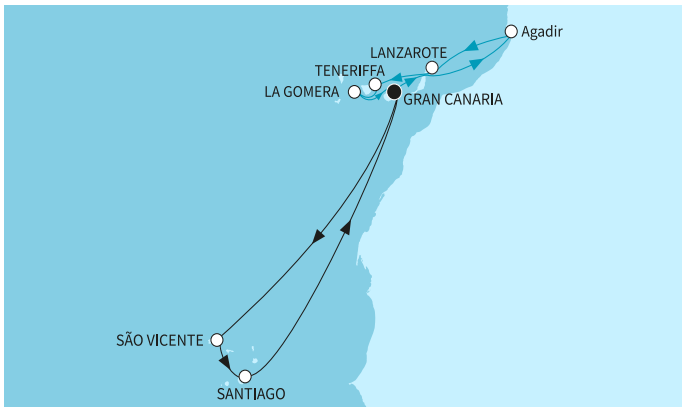 Agadir
LANZAROTE
TENERIFFA
LA GOMERA
GRAN CANARIA
SÃO VICENTE
SANTIAGO